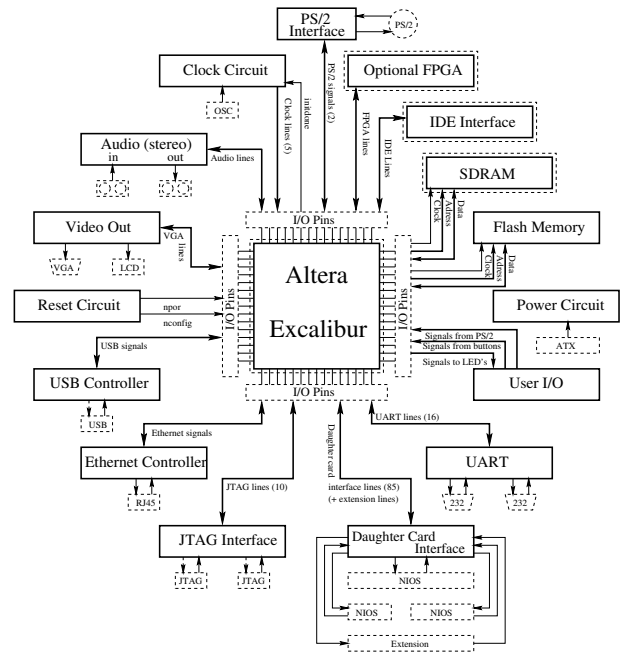 PS/2
Interface
PS/2
Clock Circuit
OSC
Optional FPGA
IDE Interface
Audio (stereo)
in out
Audio lines
Clock lines (5)
initdone
PS/2 signals (2)
FPGA lines
IDE Lines
SDRAM
Clock
Adress
Data
Video Out
VGA
lines
VGA
LCD
Flash Memory
Clock
Adress
Data
I/O Pins
I/O Pins
I/O Pins
I/O Pins
Altera
Excalibur
Reset Circuit
npor
nconfig
Power Circuit
ATX
USB signals
USB Controller
USB
Signals from PS/2
Signals from buttons
Signals to LED's
User I/O
Ethernet signals
Ethernet Controller
RJ45
UART lines (16)
UART
232
232
JTAG lines (10)
JTAG Interface
JTAG
JTAG
Daughter card
interface lines (85)
(+ extension lines)
Daughter Card
Interface
NIOS
NIOS
NIOS
Extension